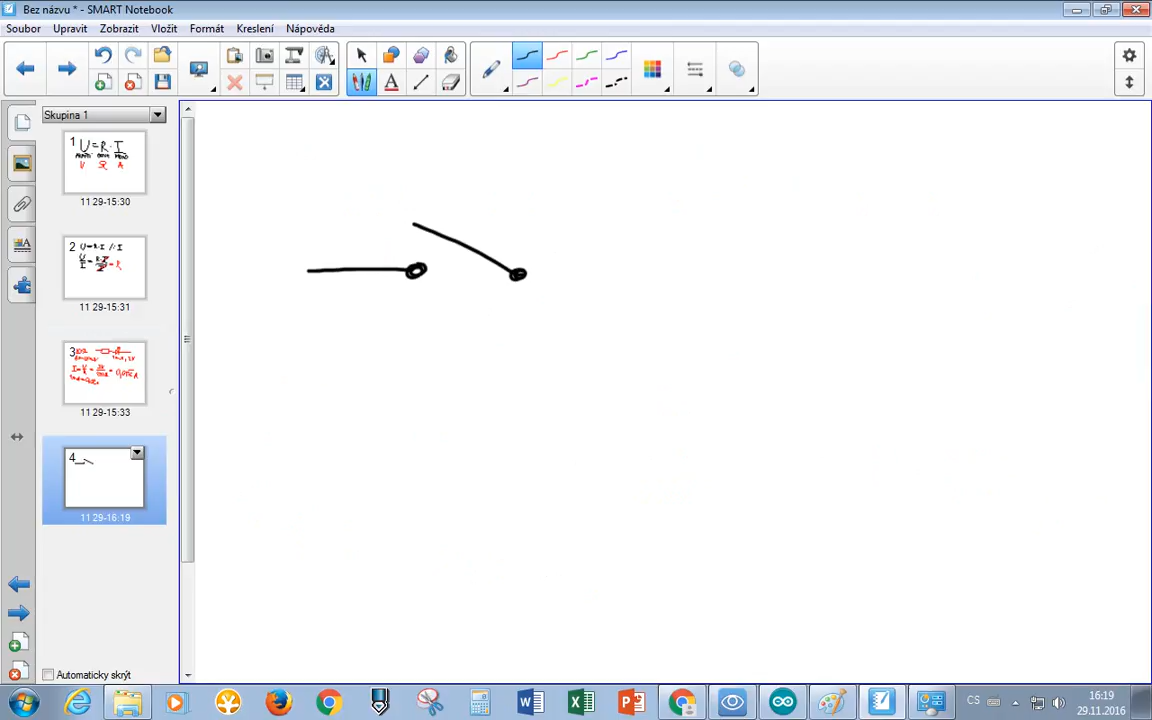 Bez názvu * - SMART Notebook
Soubor Upravit Zobrazit Vložit Formát Kreslení Nápověda
Skupina 1
1 U=R·I
V Ω A
11 29-15:30
2 U=R·I /:I
U/I = R·I/I = R
11 29-15:31
3
11 29-15:33
4
11 29-16:19
Automaticky skrýt
CS
16:19
29.11.2016